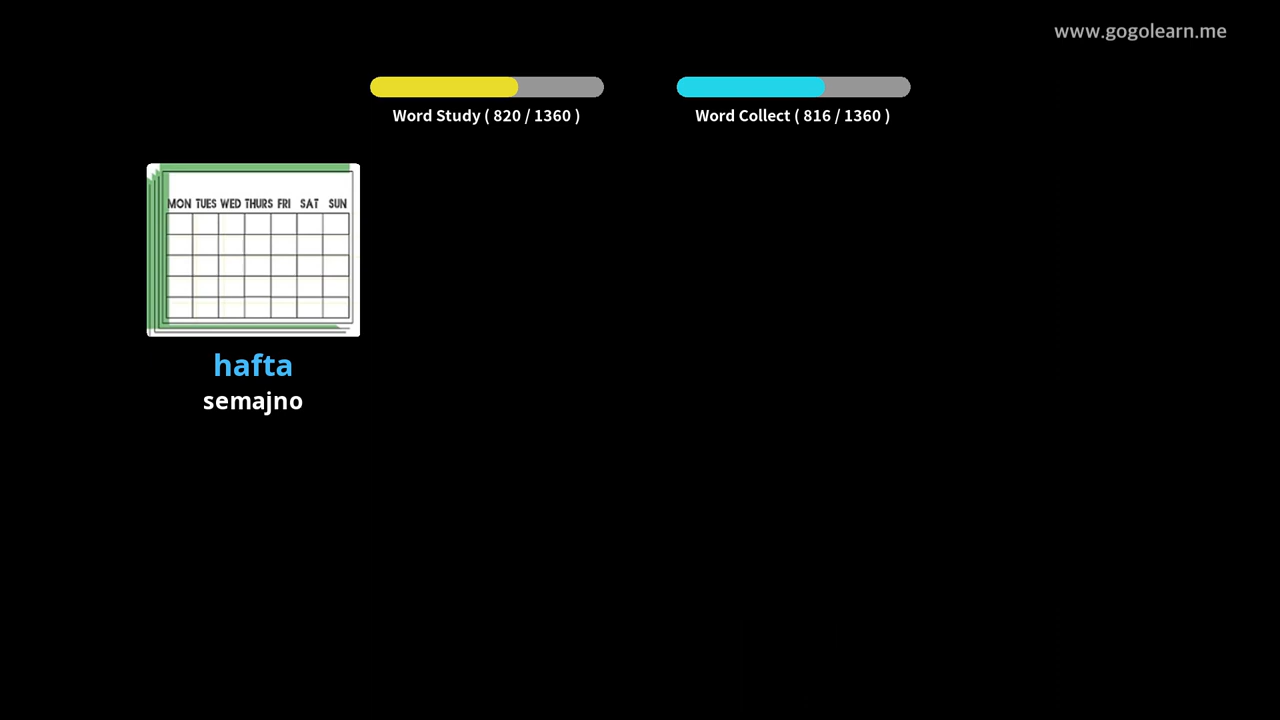 www.gogolearn.me
Word Study ( 820 / 1360 )
Word Collect ( 816 / 1360 )
MON TUES WED THURS FRI SAT SUN
hafta
semajno